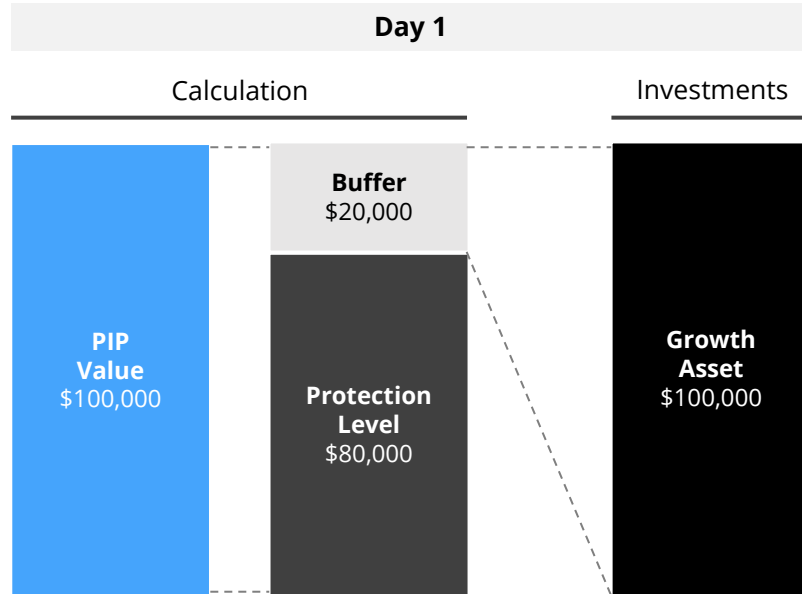 Day 1
Calculation
Investments
PIP
Value
$100,000
Buffer
$20,000
Protection
Level
$80,000
Growth
Asset
$100,000